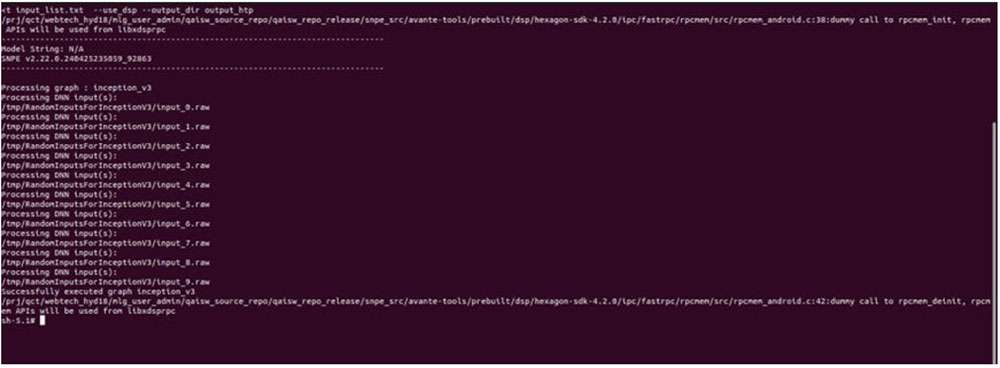 <t input_list.txt  --use_dsp --output_dir output_htp
/prj/qct/webtech_hyd18/mlg_user_admin/qaisw_source_repo/qaisw_repo_release/snpe_src/avante-tools/prebuilt/dsp/hexagon-sdk-4.2.0/ipc/fastrpc/rpcmem/src/rpcmem_android.c:38:dummy call to rpcmem_init, rpcmem
 APIs will be used from libxdsprpc
--------------------------------------------------------------------------------
Model String: N/A
SNPE v2.22.6.240425235059_92863
--------------------------------------------------------------------------------
Processing graph : inception_v3
Processing DNN input(s):
/tmp/RandomInputsForInceptionV3/input_0.raw
Processing DNN input(s):
/tmp/RandomInputsForInceptionV3/input_1.raw
Processing DNN input(s):
/tmp/RandomInputsForInceptionV3/input_2.raw
Processing DNN input(s):
/tmp/RandomInputsForInceptionV3/input_3.raw
Processing DNN input(s):
/tmp/RandomInputsForInceptionV3/input_4.raw
Processing DNN input(s):
/tmp/RandomInputsForInceptionV3/input_5.raw
Processing DNN input(s):
/tmp/RandomInputsForInceptionV3/input_6.raw
Processing DNN input(s):
/tmp/RandomInputsForInceptionV3/input_7.raw
Processing DNN input(s):
/tmp/RandomInputsForInceptionV3/input_8.raw
Processing DNN input(s):
/tmp/RandomInputsForInceptionV3/input_9.raw
Successfully executed graph inception_v3
/prj/qct/webtech_hyd18/mlg_user_admin/qaisw_source_repo/qaisw_repo_release/snpe_src/avante-tools/prebuilt/dsp/hexagon-sdk-4.2.0/ipc/fastrpc/rpcmem/src/rpcmem_android.c:42:dummy call to rpcmem_deinit, rpcm
em APIs will be used from libxdsprpc
sh-5.1#